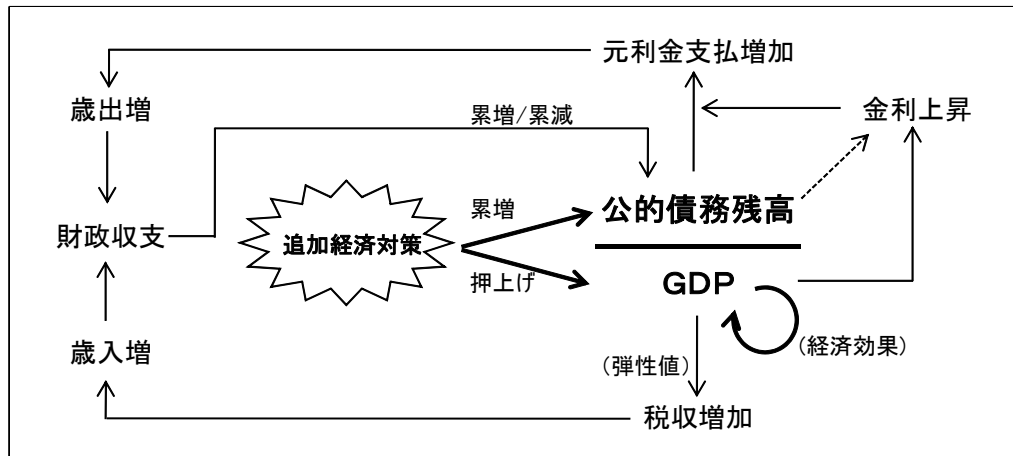 元利金支払増加
歳出増
累増/累減
金利上昇
財政収支
追加経済対策
累増
公的債務残高
押上げ
GDP
歳入増
(弾性値)
(経済効果)
税収増加